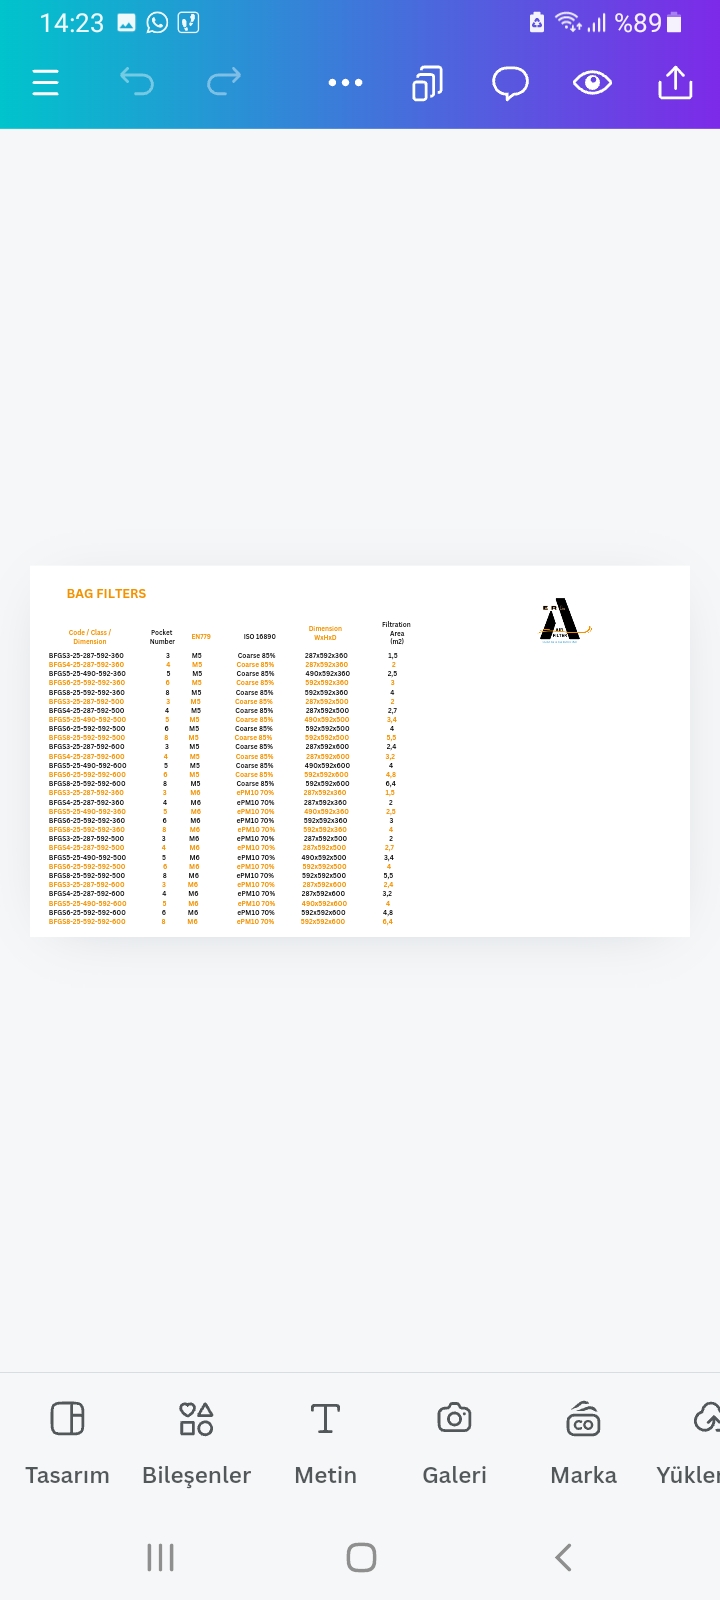 14:23 %89
BAG FILTERS
Code / Class / Dimension Pocket Number EN779 ISO 16890 Dimension WxHxD Filtration Area (m2)
BFGS3-25-287-592-360 3 M5 Coarse 85% 287x592x360 1,5
BFGS4-25-287-592-360 4 M5 Coarse 85% 287x592x360 2
BFGS5-25-490-592-360 5 M5 Coarse 85% 490x592x360 2,5
BFGS6-25-592-592-360 6 M5 Coarse 85% 592x592x360 3
BFGS8-25-592-592-360 8 M5 Coarse 85% 592x592x360 4
BFGS3-25-287-592-500 3 M5 Coarse 85% 287x592x500 2
BFGS4-25-287-592-500 4 M5 Coarse 85% 287x592x500 2,7
BFGS5-25-490-592-500 5 M5 Coarse 85% 490x592x500 3,4
BFGS6-25-592-592-500 6 M5 Coarse 85% 592x592x500 4
BFGS8-25-592-592-500 8 M5 Coarse 85% 592x592x500 5,5
BFGS3-25-287-592-600 3 M5 Coarse 85% 287x592x600 2,4
BFGS4-25-287-592-600 4 M5 Coarse 85% 287x592x600 3,2
BFGS5-25-490-592-600 5 M5 Coarse 85% 490x592x600 4
BFGS6-25-592-592-600 6 M5 Coarse 85% 592x592x600 4,8
BFGS8-25-592-592-600 8 M5 Coarse 85% 592x592x600 6,4
BFGS3-25-287-592-360 3 M6 ePM10 70% 287x592x360 1,5
BFGS4-25-287-592-360 4 M6 ePM10 70% 287x592x360 2
BFGS5-25-490-592-360 5 M6 ePM10 70% 490x592x360 2,5
BFGS6-25-592-592-360 6 M6 ePM10 70% 592x592x360 3
BFGS8-25-592-592-360 8 M6 ePM10 70% 592x592x360 4
BFGS3-25-287-592-500 3 M6 ePM10 70% 287x592x500 2
BFGS4-25-287-592-500 4 M6 ePM10 70% 287x592x500 2,7
BFGS5-25-490-592-500 5 M6 ePM10 70% 490x592x500 3,4
BFGS6-25-592-592-500 6 M6 ePM10 70% 592x592x500 4
BFGS8-25-592-592-500 8 M6 ePM10 70% 592x592x500 5,5
BFGS3-25-287-592-600 3 M6 ePM10 70% 287x592x600 2,4
BFGS4-25-287-592-600 4 M6 ePM10 70% 287x592x600 3,2
BFGS5-25-490-592-600 5 M6 ePM10 70% 490x592x600 4
BFGS6-25-592-592-600 6 M6 ePM10 70% 592x592x600 4,8
BFGS8-25-592-592-600 8 M6 ePM10 70% 592x592x600 6,4
Tasarım Bileşenler Metin Galeri Marka Yükler